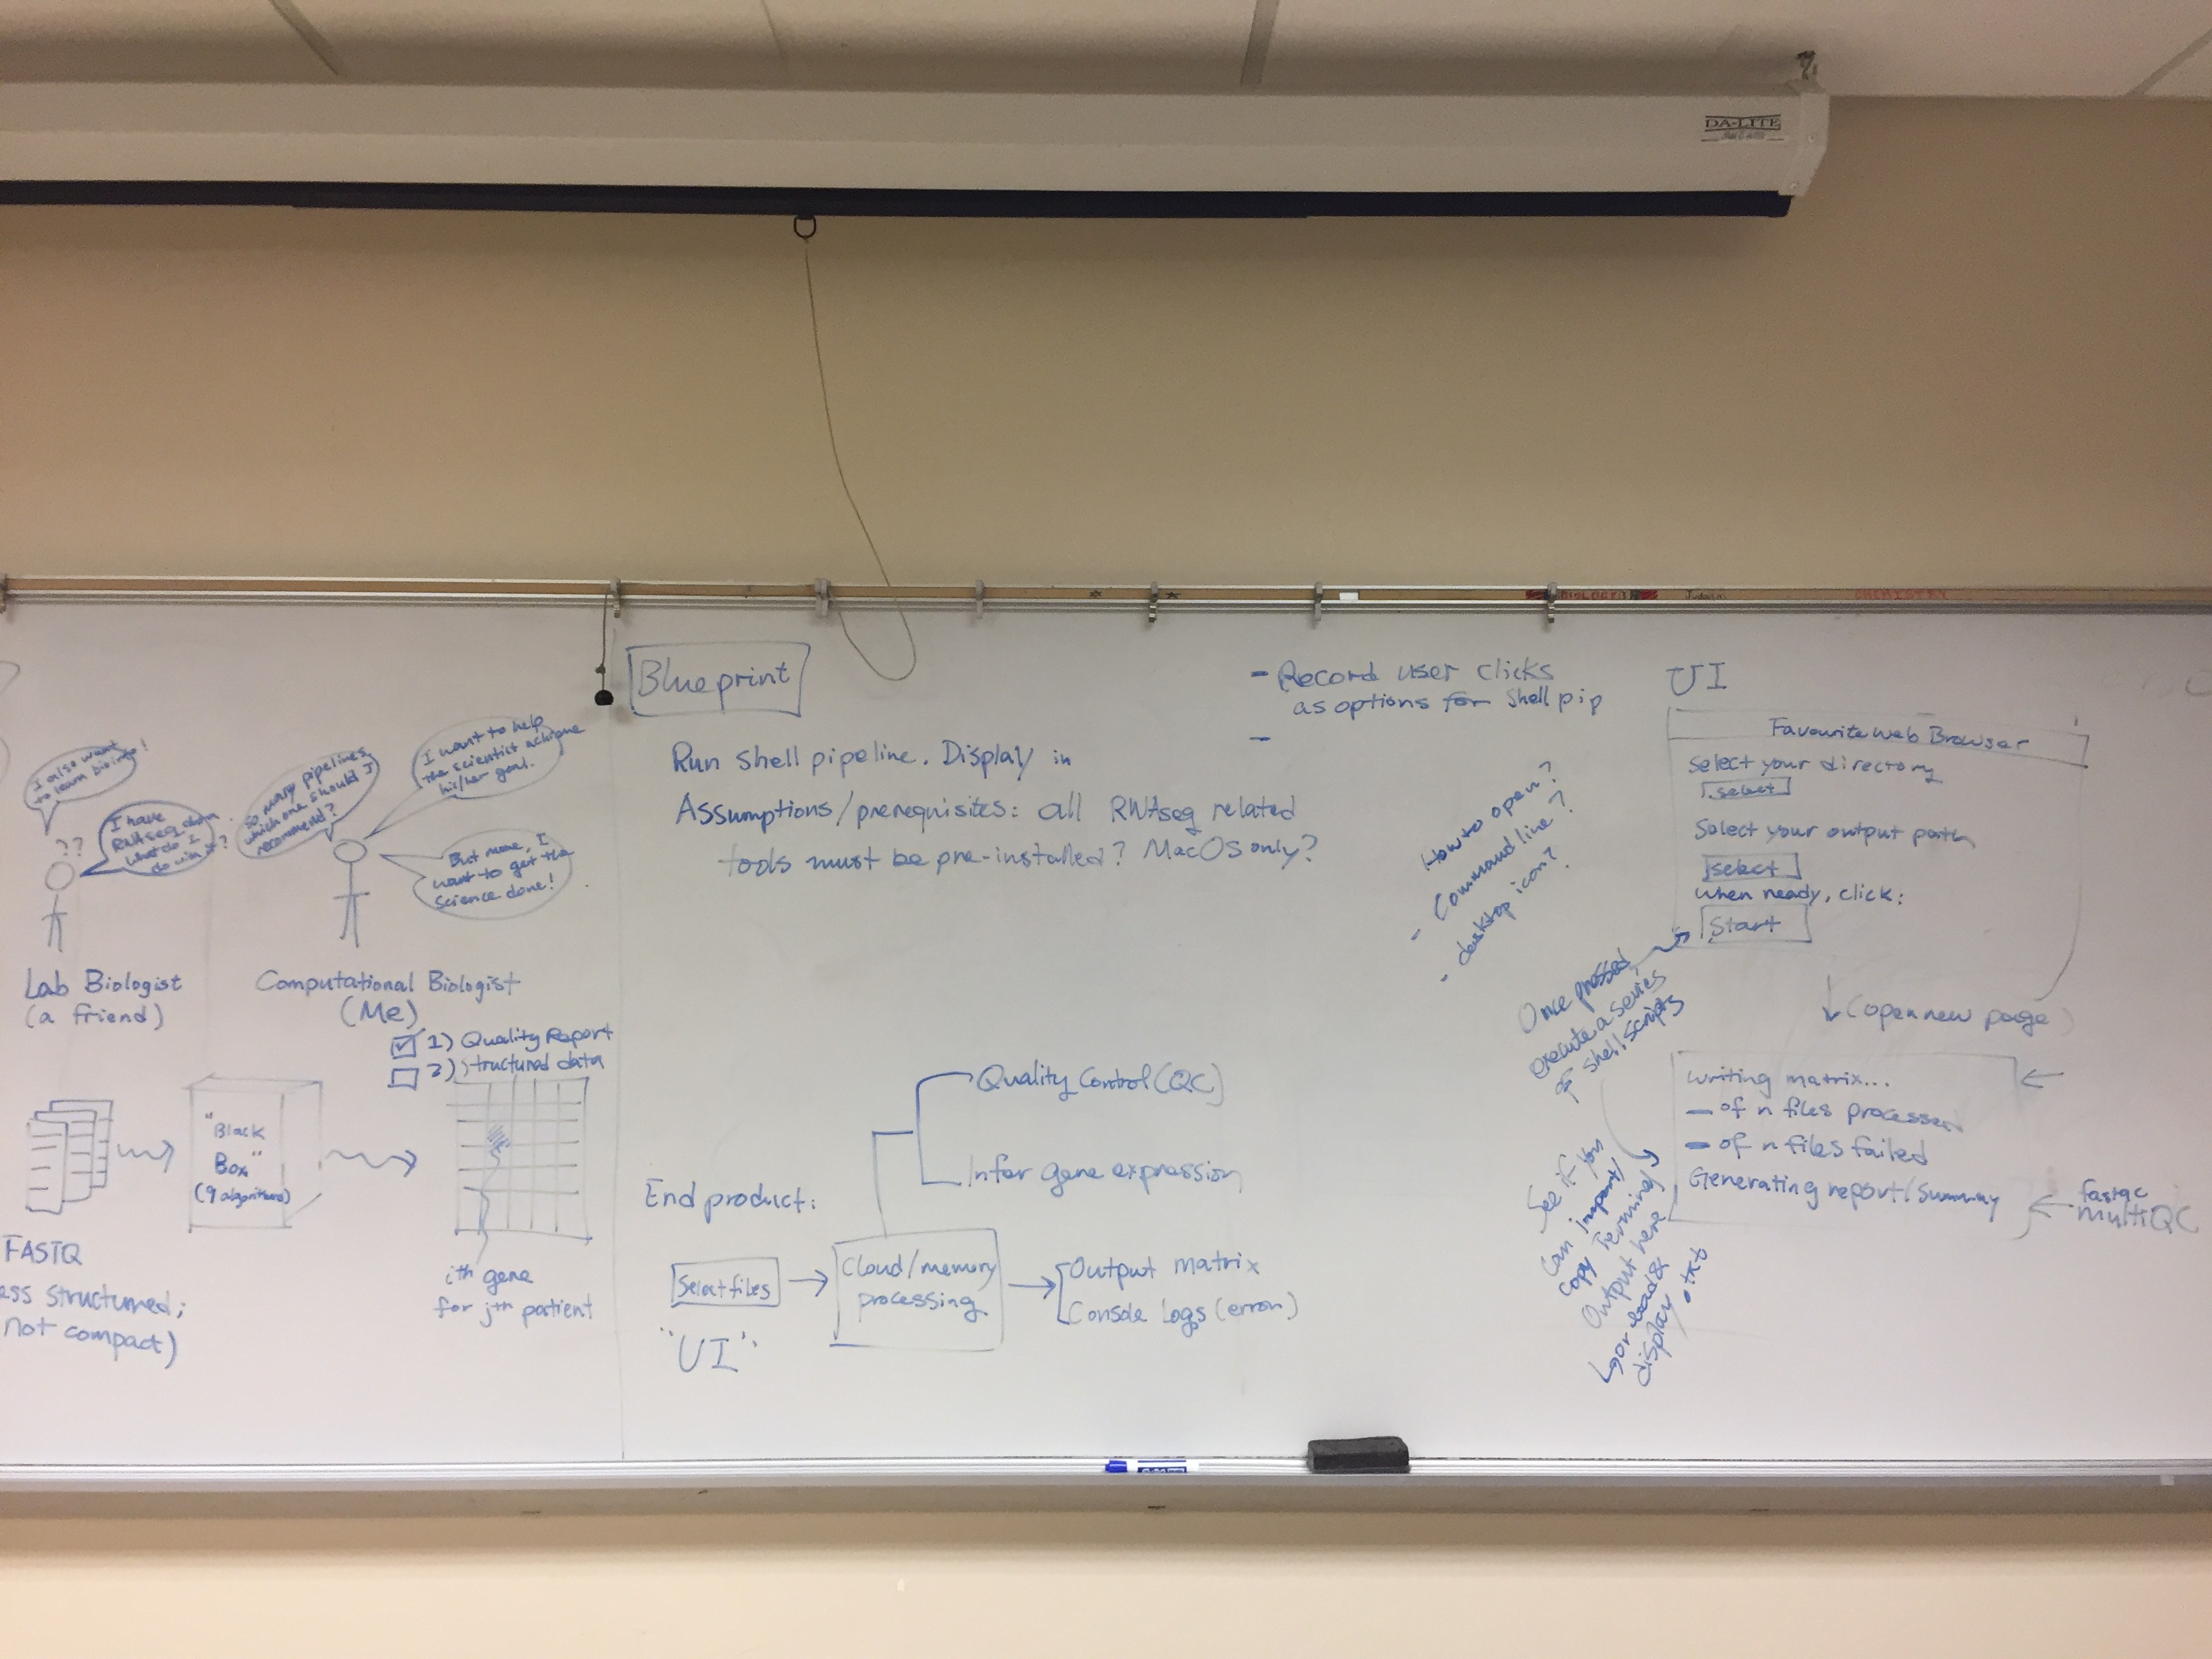 DA-LITE
BIOLOGY
CHEMISTRY
I also want
to learn bioinfo!
??
I have
RNAseq data
what do I
do with it?
So many pipelines,
which one should I
recommend?
I want to help
the scientist achieve
his/her goal.
But more, I
want to get the
science done!
Lab Biologist
(a friend)
Computational Biologist
(Me)
1) Quality Report
2) Structured data
"Black
Box"
(9 algorithms)
FASTQ
ess structured;
not compact)
ith gene
for jth patient
Blueprint
Run shell pipeline. Display in
Assumptions/prerequisites: all RNAseq related
tools must be pre-installed? MacOS only?
- Record user clicks
as options for shell pip
-
End product:
Quality Control (QC)
Infer gene expression
Select files
"UI"
Cloud/memory
processing
Output matrix
Console logs (error)
How to open?
- Command line?
- desktop icon?
UI
Favourite Web Browser
Select your directory
select
Select your output path
select
When ready, click:
Start
Once pressed
execute a series
of shell scripts
(open new page)
Writing matrix...
— of n files processed
— of n files failed
Generating report/summary
fastqc
multiQC
See if you
can import/
copy Terminal
Output here
or read &
display .txt